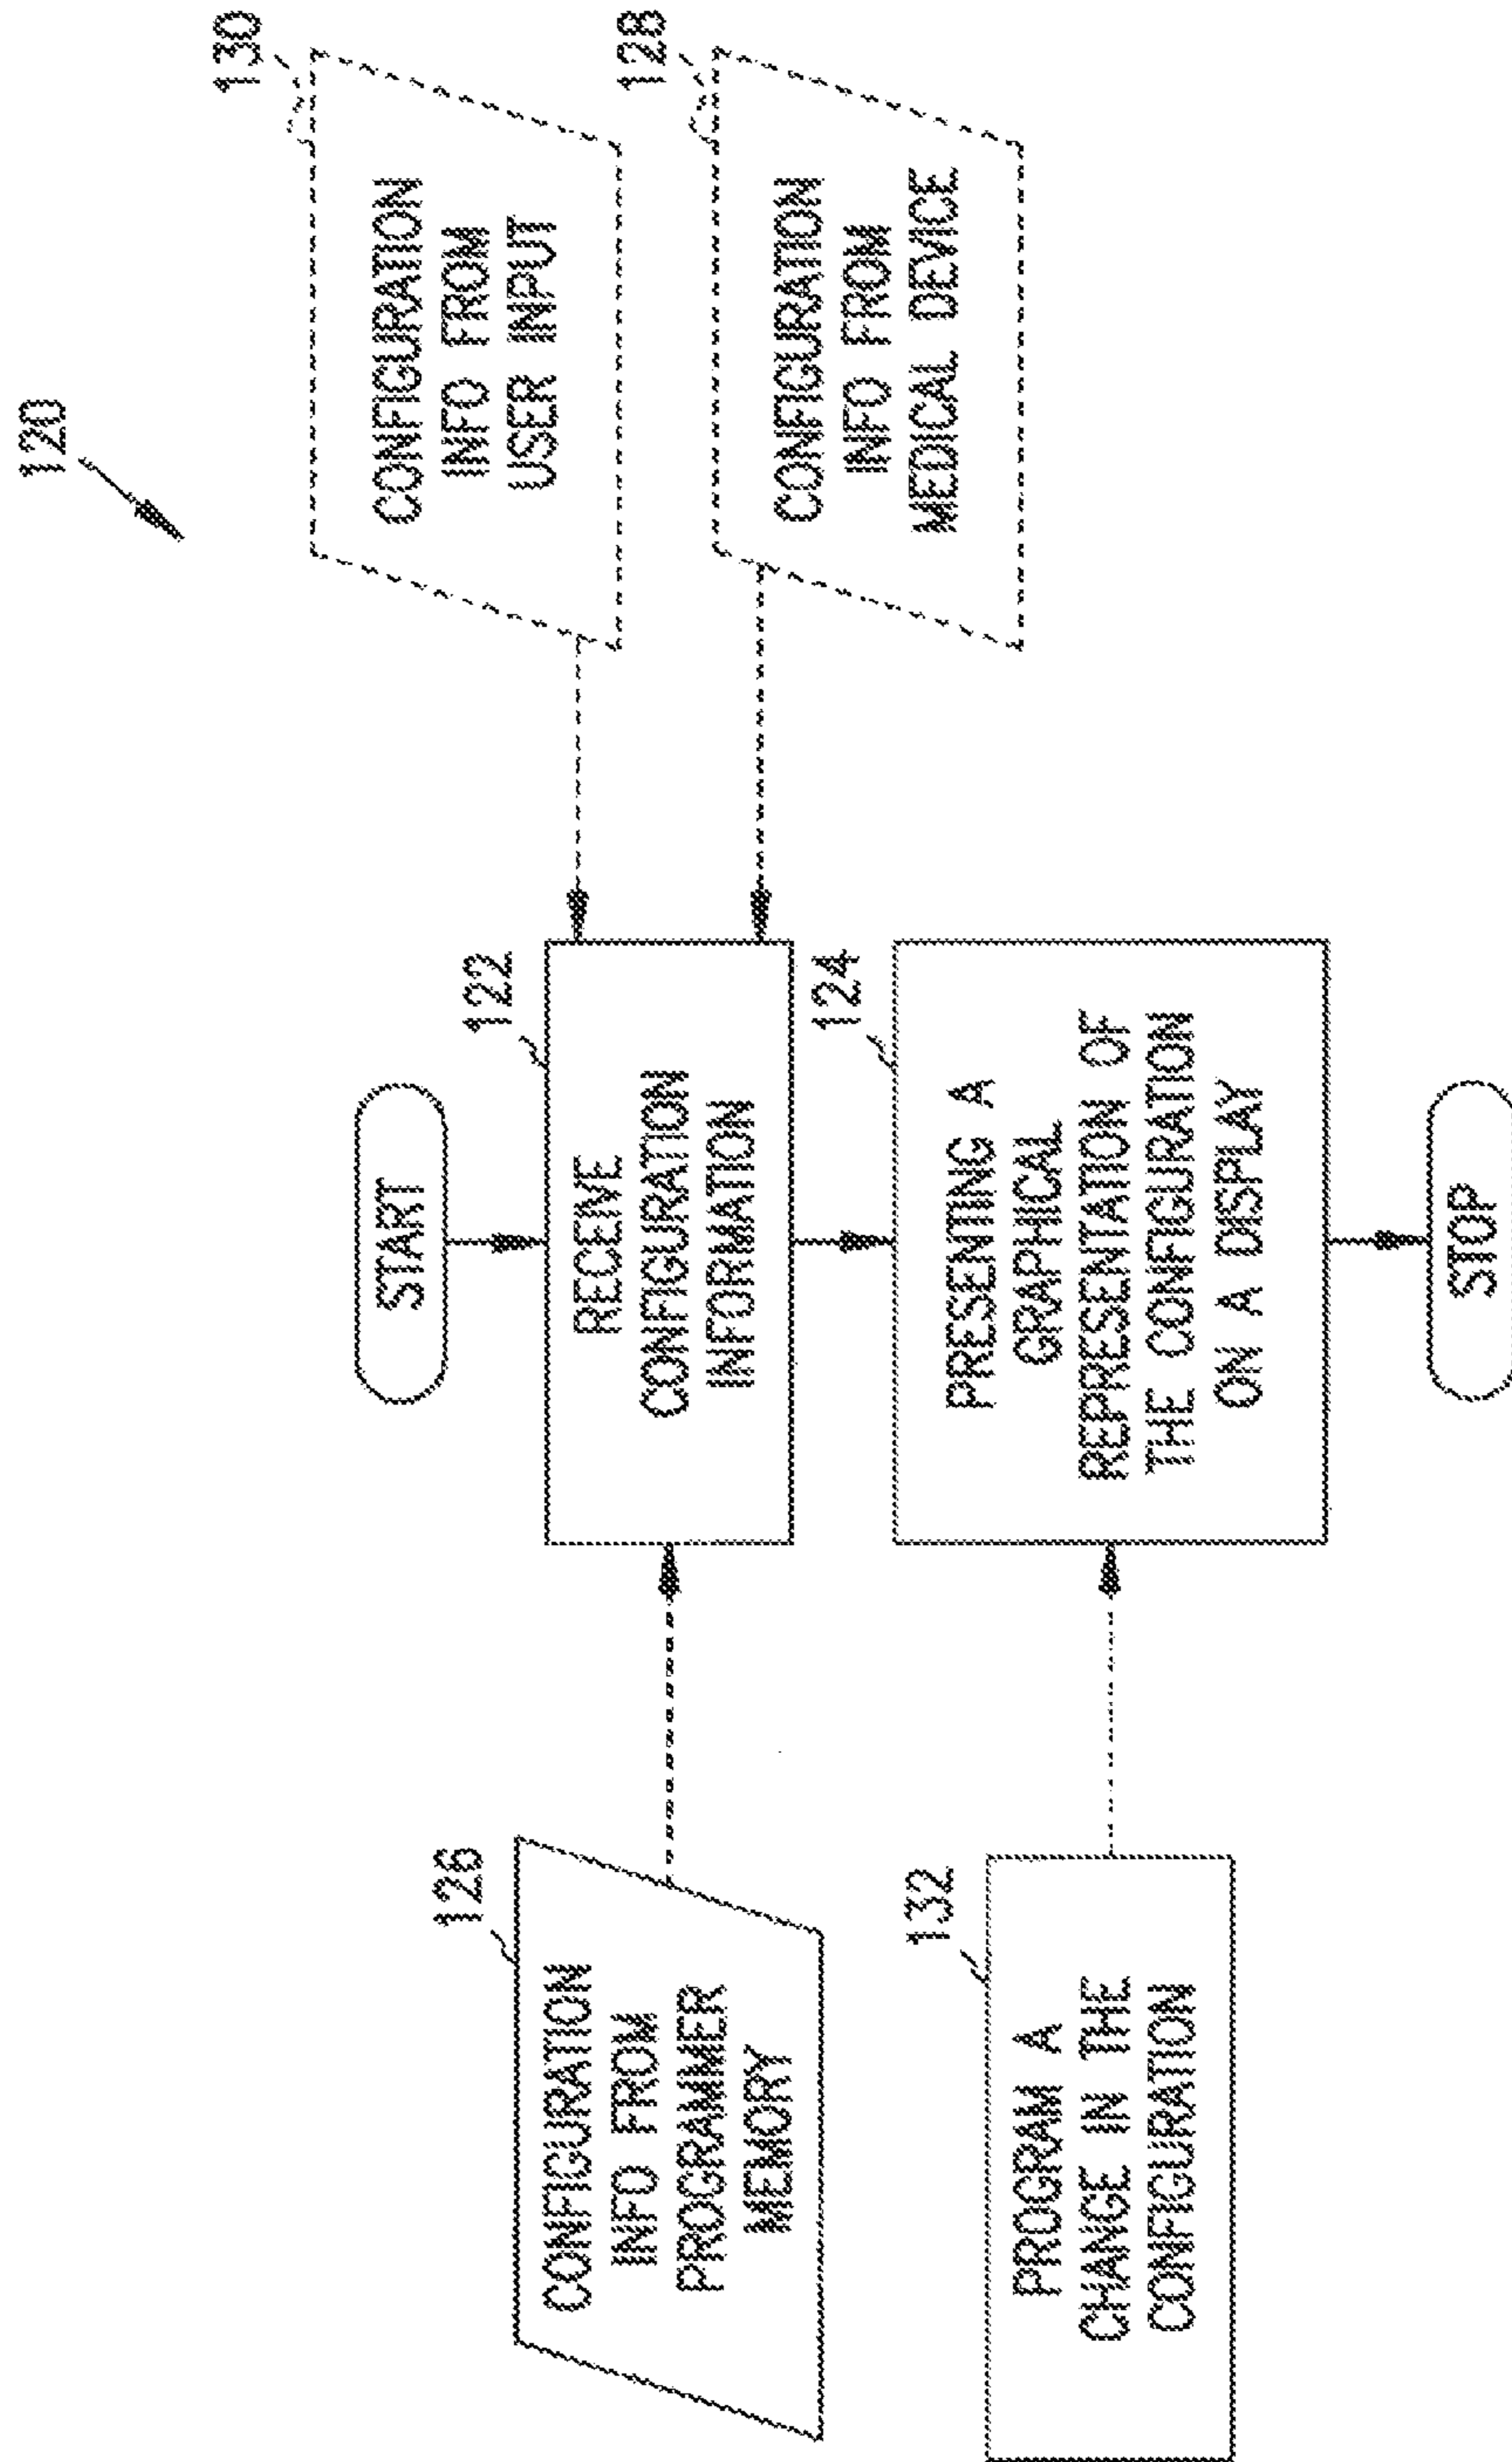 120
START
130
CONFIGURATION
INFO FROM
USER INPUT
122
RECEIVE
CONFIGURATION
INFORMATION
126
CONFIGURATION
INFO FROM
PROGRAMMER
MEMORY
128
CONFIGURATION
INFO FROM
MEDICAL DEVICE
124
PRESENTING A
GRAPHICAL
REPRESENTATION OF
THE CONFIGURATION
ON A DISPLAY
132
PROGRAM A
CHANGE IN THE
CONFIGURATION
STOP